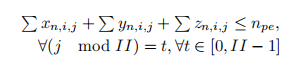 ∑ x_{n,i,j} + ∑ y_{n,i,j} + ∑ z_{n,i,j} ≤ n_{pe},
∀(j mod II) = t, ∀t ∈ [0, II − 1]